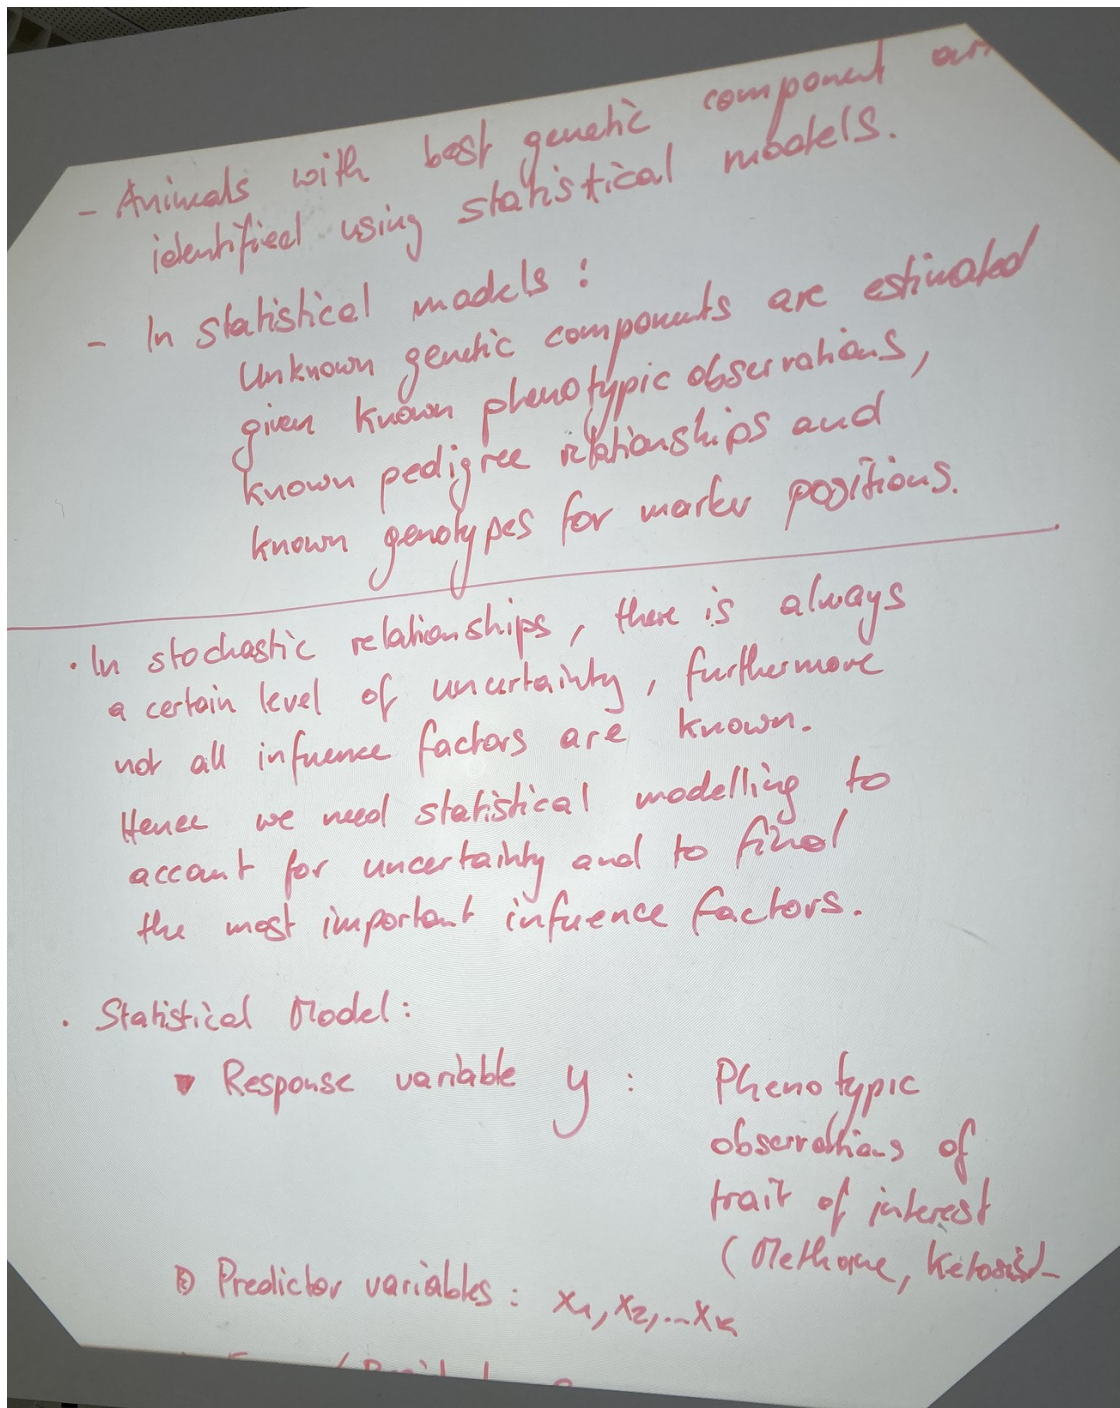 - Animals with best genetic component are
identified using statistical models.
- In statistical models :
Unknown genetic components are estimated
given known phenotypic observations,
known pedigree relationships and
known genotypes for marker positions.
· In stochastic relationships, there is always
a certain level of uncertainty, furthermore
not all infuence factors are known.
Hence we need statistical modelling to
account for uncertainty and to find
the most important infuence factors.
· Statistical Model:
Response variable y : Phenotypic
observations of
trait of interest
(Methane, Ketosis)
Predictor variables : x1, x2, ... xk